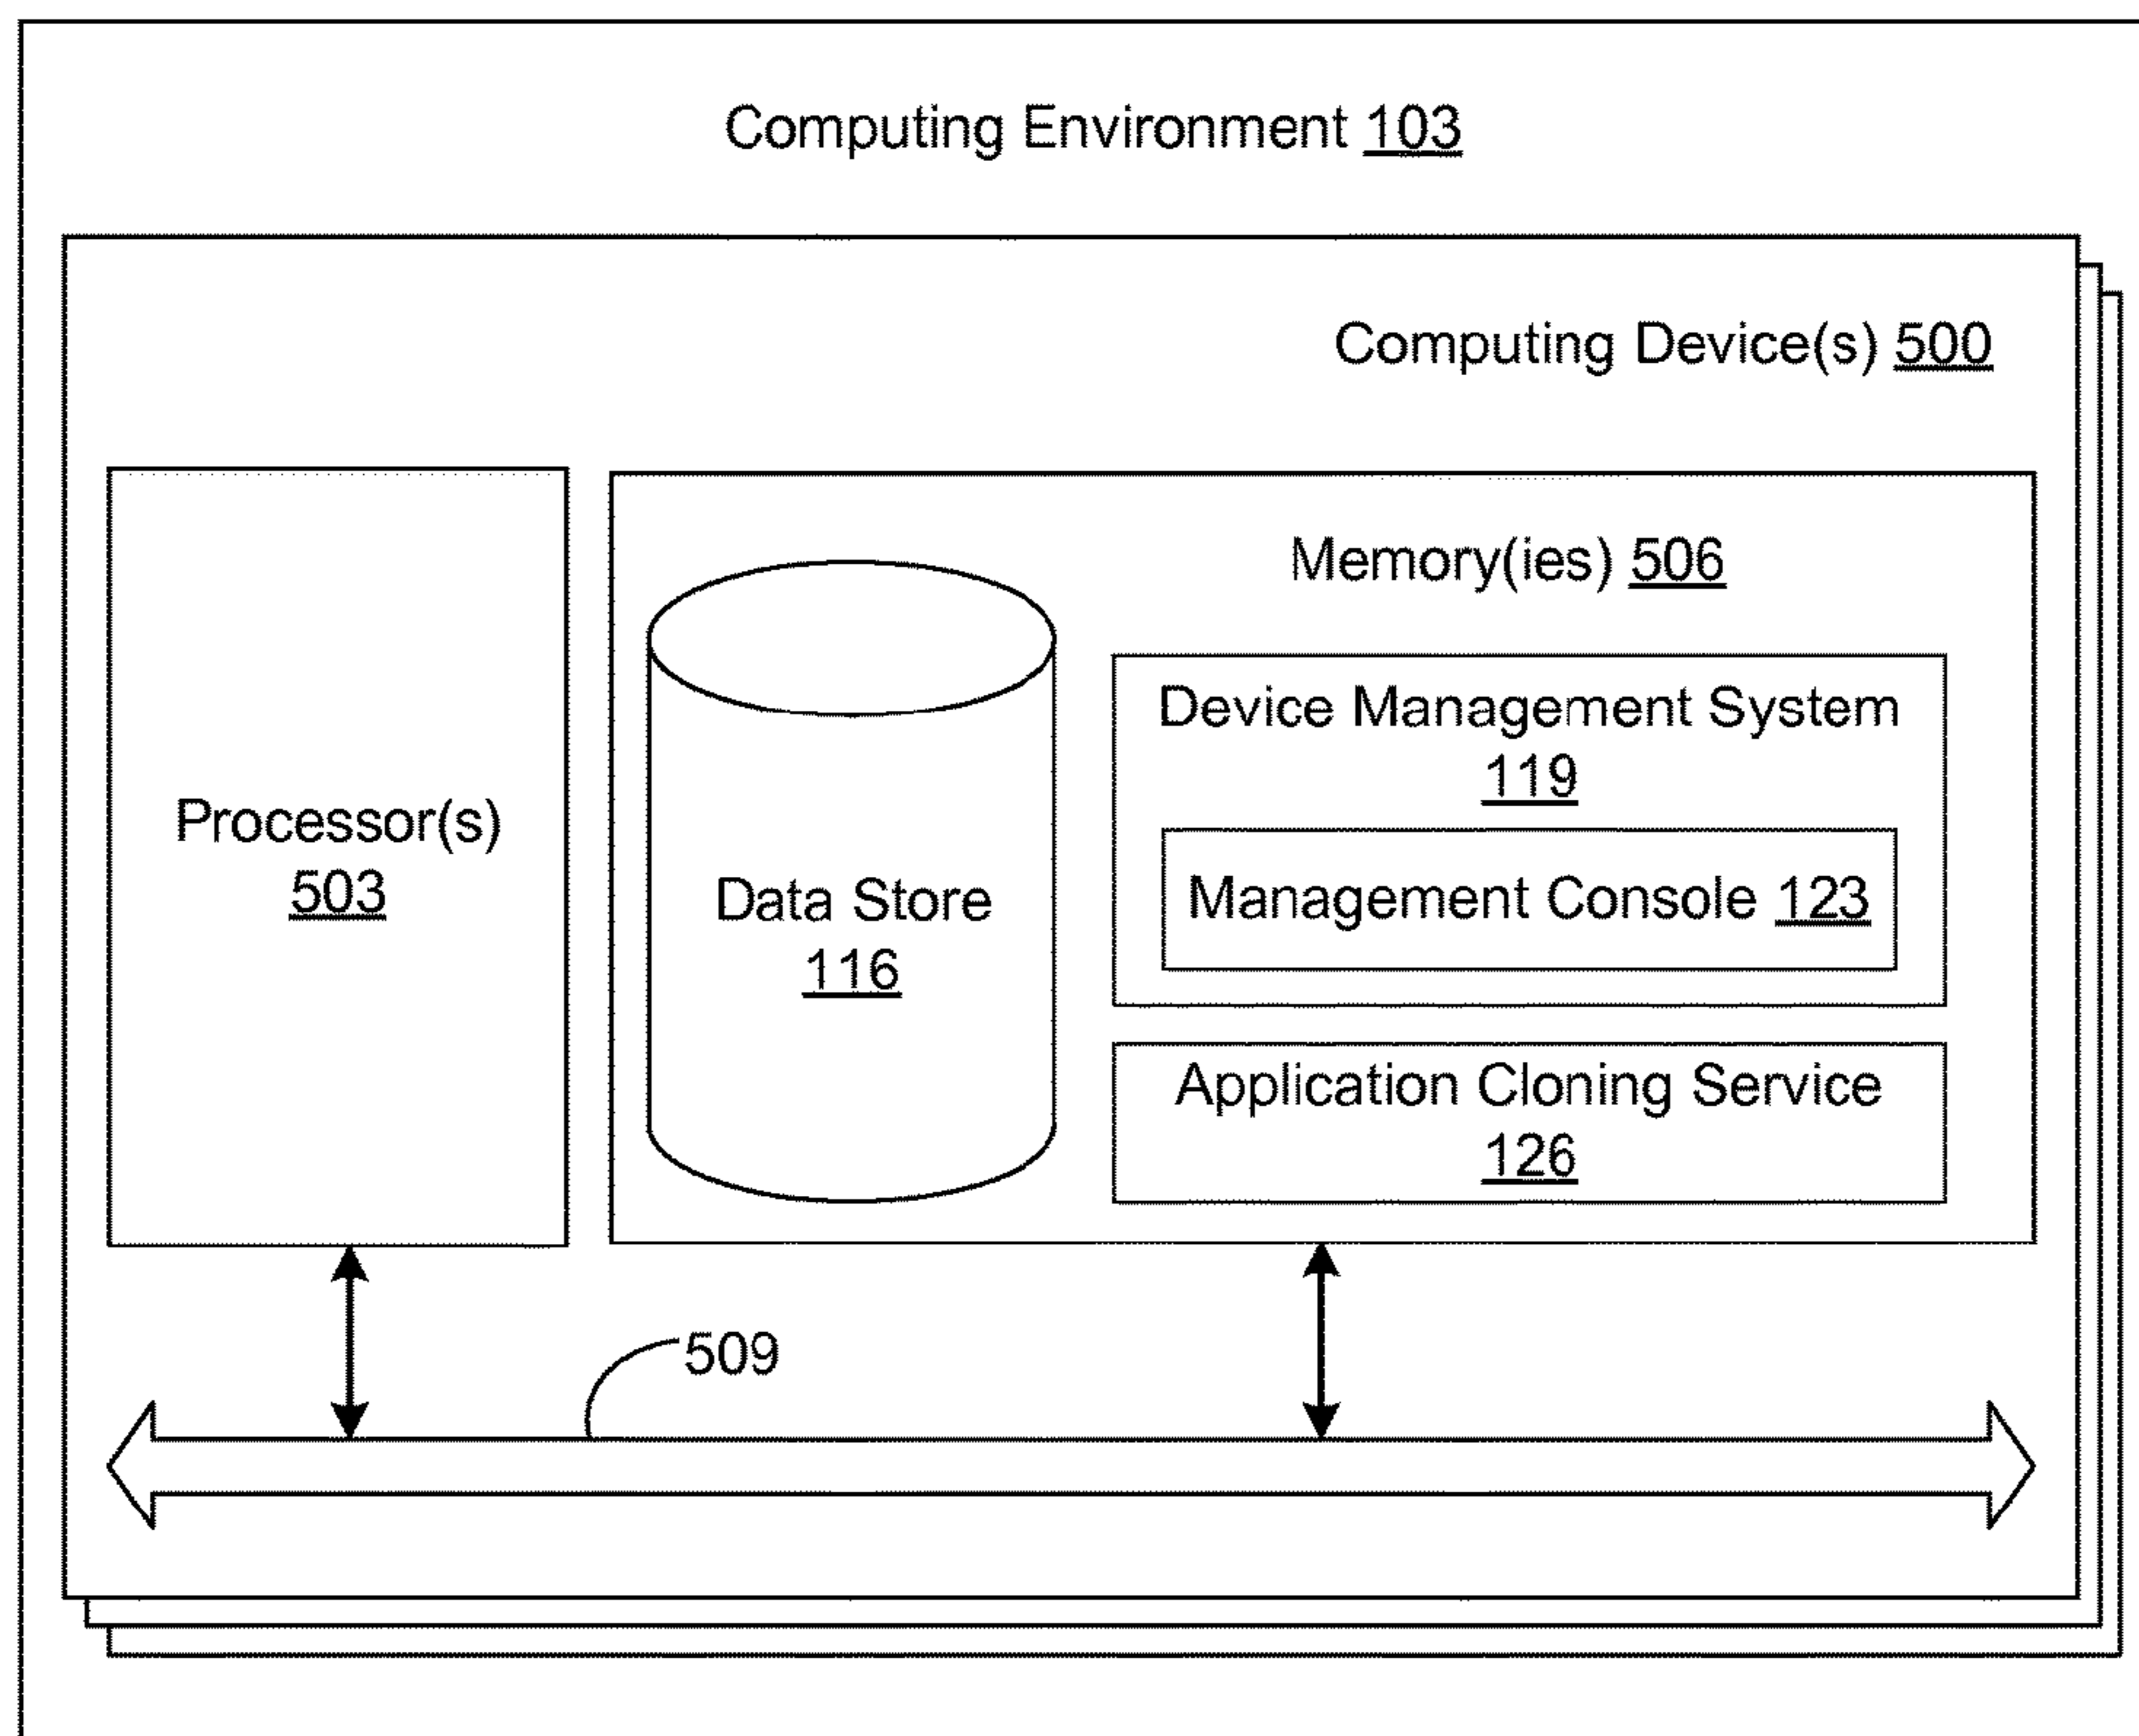 Computing Environment 103
Computing Device(s) 500
Memory(ies) 506
Device Management System
119
Management Console 123
Processor(s)
503
Data Store
116
Application Cloning Service
126
509